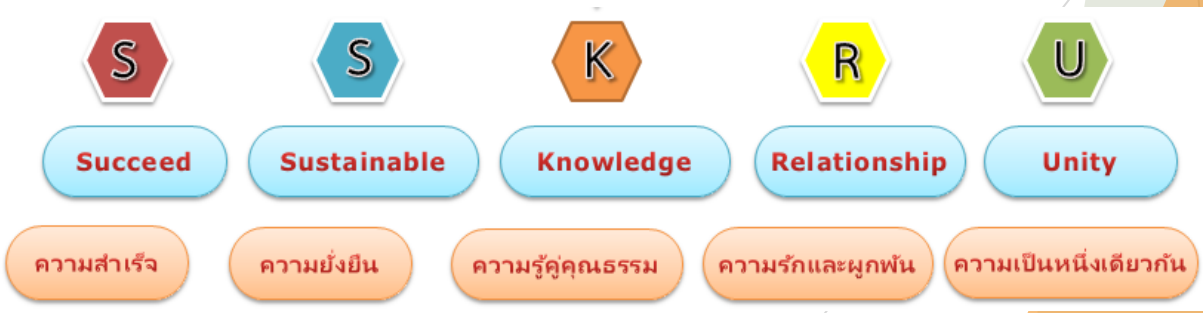 S S K R U
Succeed Sustainable Knowledge Relationship Unity
ความสำเร็จ ความยั่งยืน ความรู้คู่คุณธรรม ความรักและผูกพัน ความเป็นหนึ่งเดียวกัน